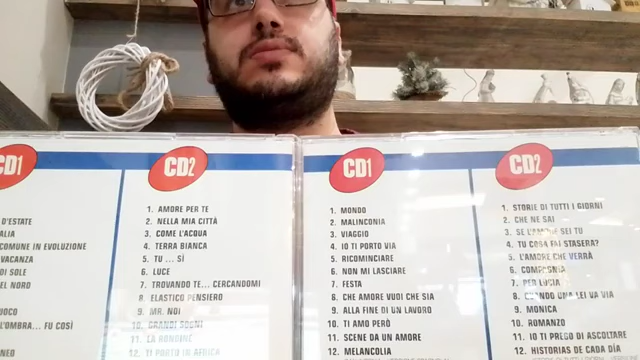 CD1
D'ESTATE
ALIA
COMUNE IN EVOLUZIONE
VACANZA
DI SOLE
EL NORD
UOCO
L'OMBRA... FU COSÌ
NEO
CD2
1. AMORE PER TE
2. NELLA MIA CITTÀ
3. COME L'ACQUA
4. TERRA BIANCA
5. TU ... SÌ
6. LUCE
7. TROVANDO TE... CERCANDOMI
8. ELASTICO PENSIERO
9. MR. NOI
10. GRANDI SOGNI
11. LA RONDINE
12. TI PORTO IN AFRICA
CD1
1. MONDO
2. MALINCONIA
3. VIAGGIO
4. IO TI PORTO VIA
5. RICOMINCIARE
6. NON MI LASCIARE
7. FESTA
8. CHE AMORE VUOI CHE SIA
9. ALLA FINE DI UN LAVORO
10. TI AMO PERÒ
11. SCENE DA UN AMORE
12. MELANCOLIA
CD2
1. STORIE DI TUTTI I GIORNI
2. CHE NE SAI
3. SE L'AMORE SEI TU
4. TU COSA FAI STASERA?
5. L'AMORE CHE VERRÀ
6. COMPAGNIA
7. PER LUCIA
8. QUANDO UNA LEI VA VIA
9. MONICA
10. ROMANZO
11. IO TI PREGO DI ASCOLTARE
12. HISTORIAS DE CADA DÍA